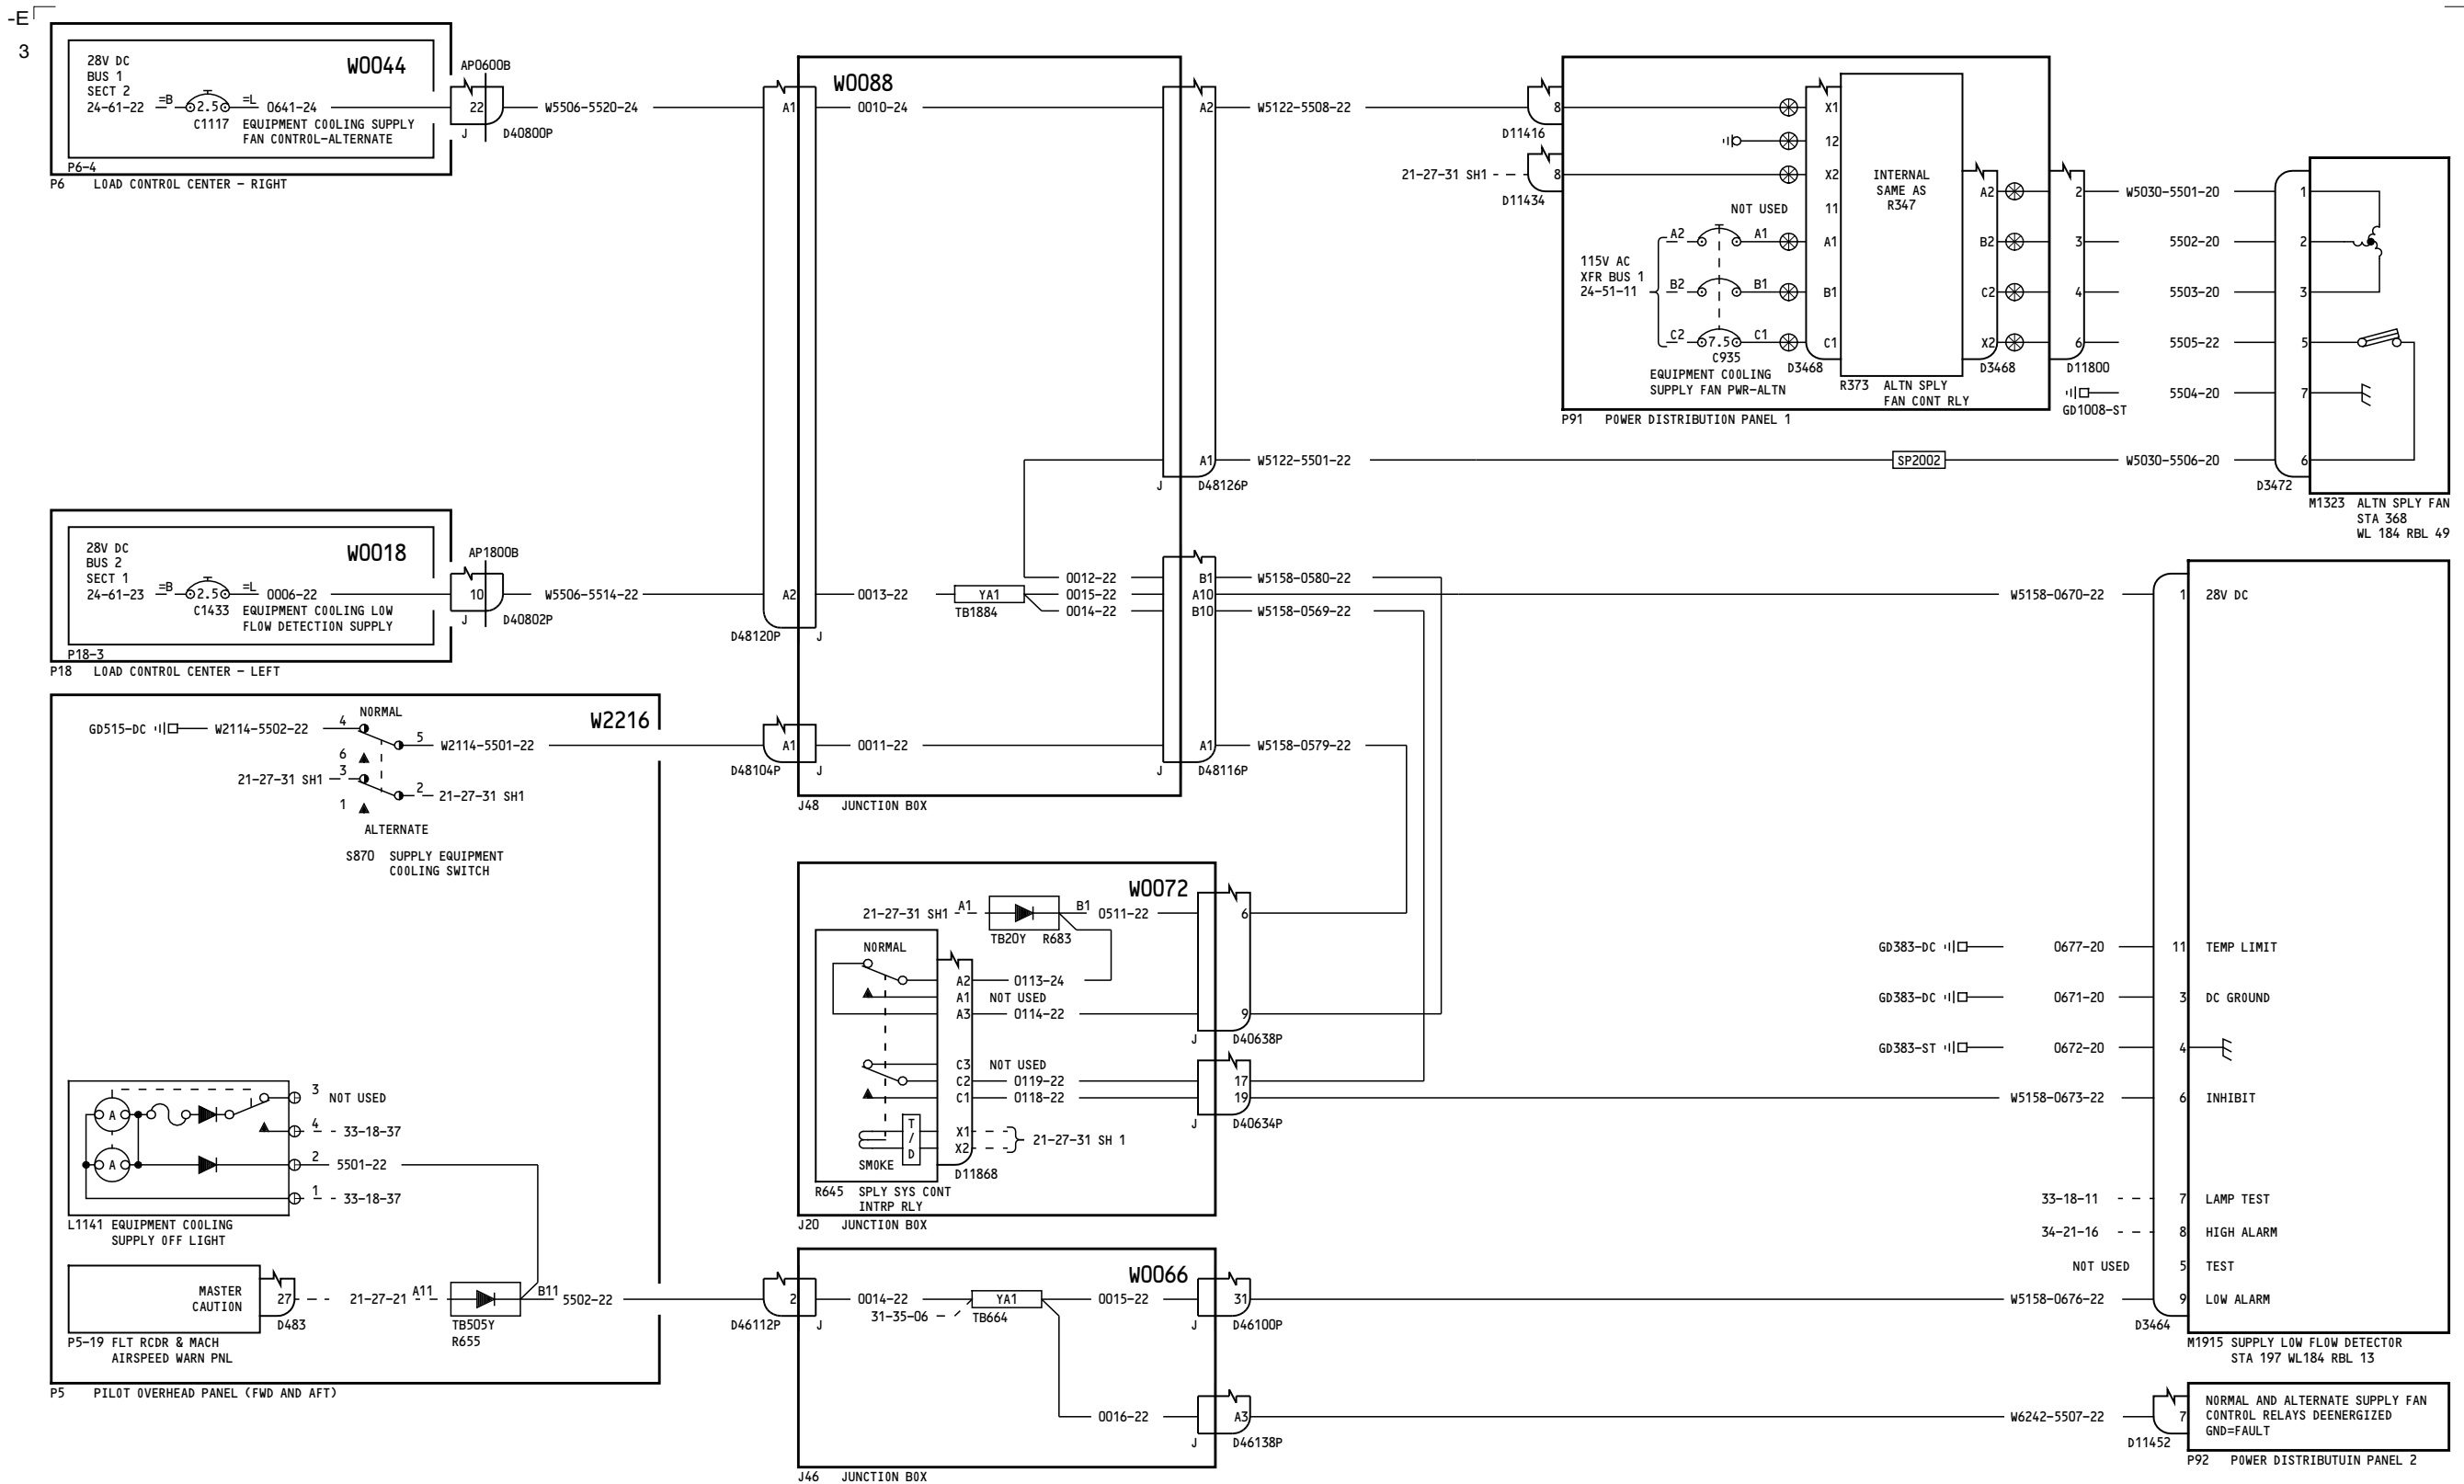 -E
3
28V DC
BUS 1
SECT 2
24-61-22
=B
2.5
=L
0641-24
C1117
EQUIPMENT COOLING SUPPLY
FAN CONTROL-ALTERNATE
W0044
P6-4
P6 LOAD CONTROL CENTER - RIGHT
AP0600B
22
J
D40800P
W5506-5520-24
A1
W0088
0010-24
A2
W5122-5508-22
8
D11416
21-27-31 SH1
8
D11434
X1
12
X2
NOT USED
11
115V AC
XFR BUS 1
24-51-11
A2
A1
A1
B2
B1
B1
C2
7.5
C1
C1
C935
EQUIPMENT COOLING
SUPPLY FAN PWR-ALTN
D3468
INTERNAL
SAME AS
R347
R373 ALTN SPLY
FAN CONT RLY
A2
B2
C2
X2
D3468
2
3
4
6
D11800
GD1008-ST
P91 POWER DISTRIBUTION PANEL 1
W5030-5501-20
5502-20
5503-20
5505-22
5504-20
W5030-5506-20
1
2
3
5
7
6
D3472
M1323 ALTN SPLY FAN
STA 368
WL 184 RBL 49
A1
W5122-5501-22
SP2002
J
D48126P
28V DC
BUS 2
SECT 1
24-61-23
=B
2.5
=L
0006-22
C1433
EQUIPMENT COOLING LOW
FLOW DETECTION SUPPLY
W0018
P18-3
P18 LOAD CONTROL CENTER - LEFT
AP1800B
10
J
D40802P
W5506-5514-22
A2
D48120P
J
0013-22
YA1
TB1884
0012-22
0015-22
0014-22
B1
A10
B10
W5158-0580-22
W5158-0569-22
W5158-0670-22
1
28V DC
W2216
GD515-DC
W2114-5502-22
4
NORMAL
5
W2114-5501-22
6
21-27-31 SH1
3
2
21-27-31 SH1
1
ALTERNATE
S870 SUPPLY EQUIPMENT
COOLING SWITCH
A1
D48104P
J
0011-22
A1
W5158-0579-22
J
D48116P
J48 JUNCTION BOX
W0072
21-27-31 SH1
A1
B1
0511-22
6
TB20Y R683
NORMAL
A2
0113-24
A1
NOT USED
A3
0114-22
9
J
D40638P
C3
NOT USED
C2
0119-22
17
C1
0118-22
19
J
D40634P
T
/
D
X1
X2
21-27-31 SH 1
SMOKE
D11868
R645 SPLY SYS CONT
INTRP RLY
J20 JUNCTION BOX
GD383-DC
0677-20
11
TEMP LIMIT
GD383-DC
0671-20
3
DC GROUND
GD383-ST
0672-20
4
W5158-0673-22
6
INHIBIT
33-18-11
7
LAMP TEST
34-21-16
8
HIGH ALARM
NOT USED
5
TEST
W5158-0676-22
9
LOW ALARM
D3464
M1915 SUPPLY LOW FLOW DETECTOR
STA 197 WL184 RBL 13
A
3
NOT USED
4
33-18-37
A
2
5501-22
1
33-18-37
L1141 EQUIPMENT COOLING
SUPPLY OFF LIGHT
MASTER
CAUTION
27
D483
21-27-21
A11
B11
5502-22
TB505Y
R655
P5-19 FLT RCDR & MACH
AIRSPEED WARN PNL
P5 PILOT OVERHEAD PANEL (FWD AND AFT)
W0066
2
D46112P
J
0014-22
31-35-06
YA1
TB664
0015-22
31
J
D46100P
0016-22
A3
J
D46138P
J46 JUNCTION BOX
W6242-5507-22
7
D11452
NORMAL AND ALTERNATE SUPPLY FAN
CONTROL RELAYS DEENERGIZED
GND=FAULT
P92 POWER DISTRIBUTUIN PANEL 2